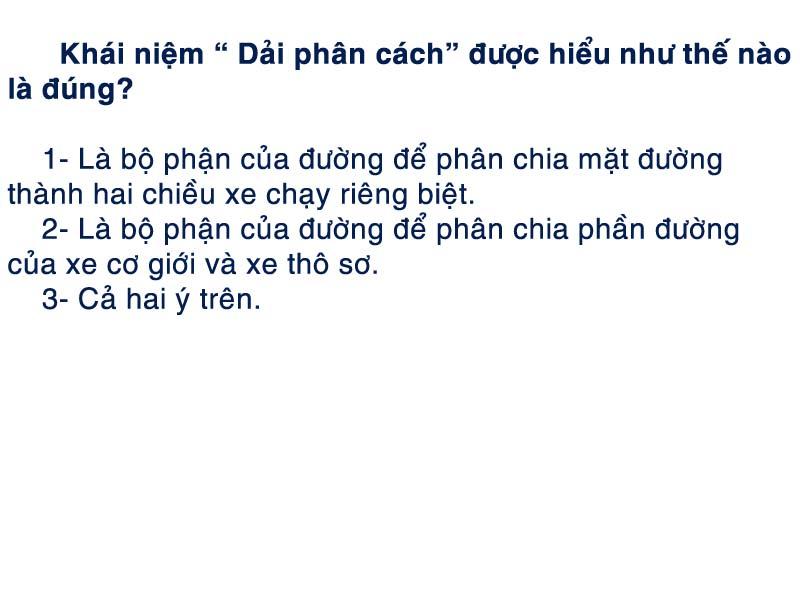 Khái niệm “ Dải phân cách” được hiểu như thế nào
là đúng?
1- Là bộ phận của đường để phân chia mặt đường
thành hai chiều xe chạy riêng biệt.
2- Là bộ phận của đường để phân chia phần đường
của xe cơ giới và xe thô sơ.
3- Cả hai ý trên.